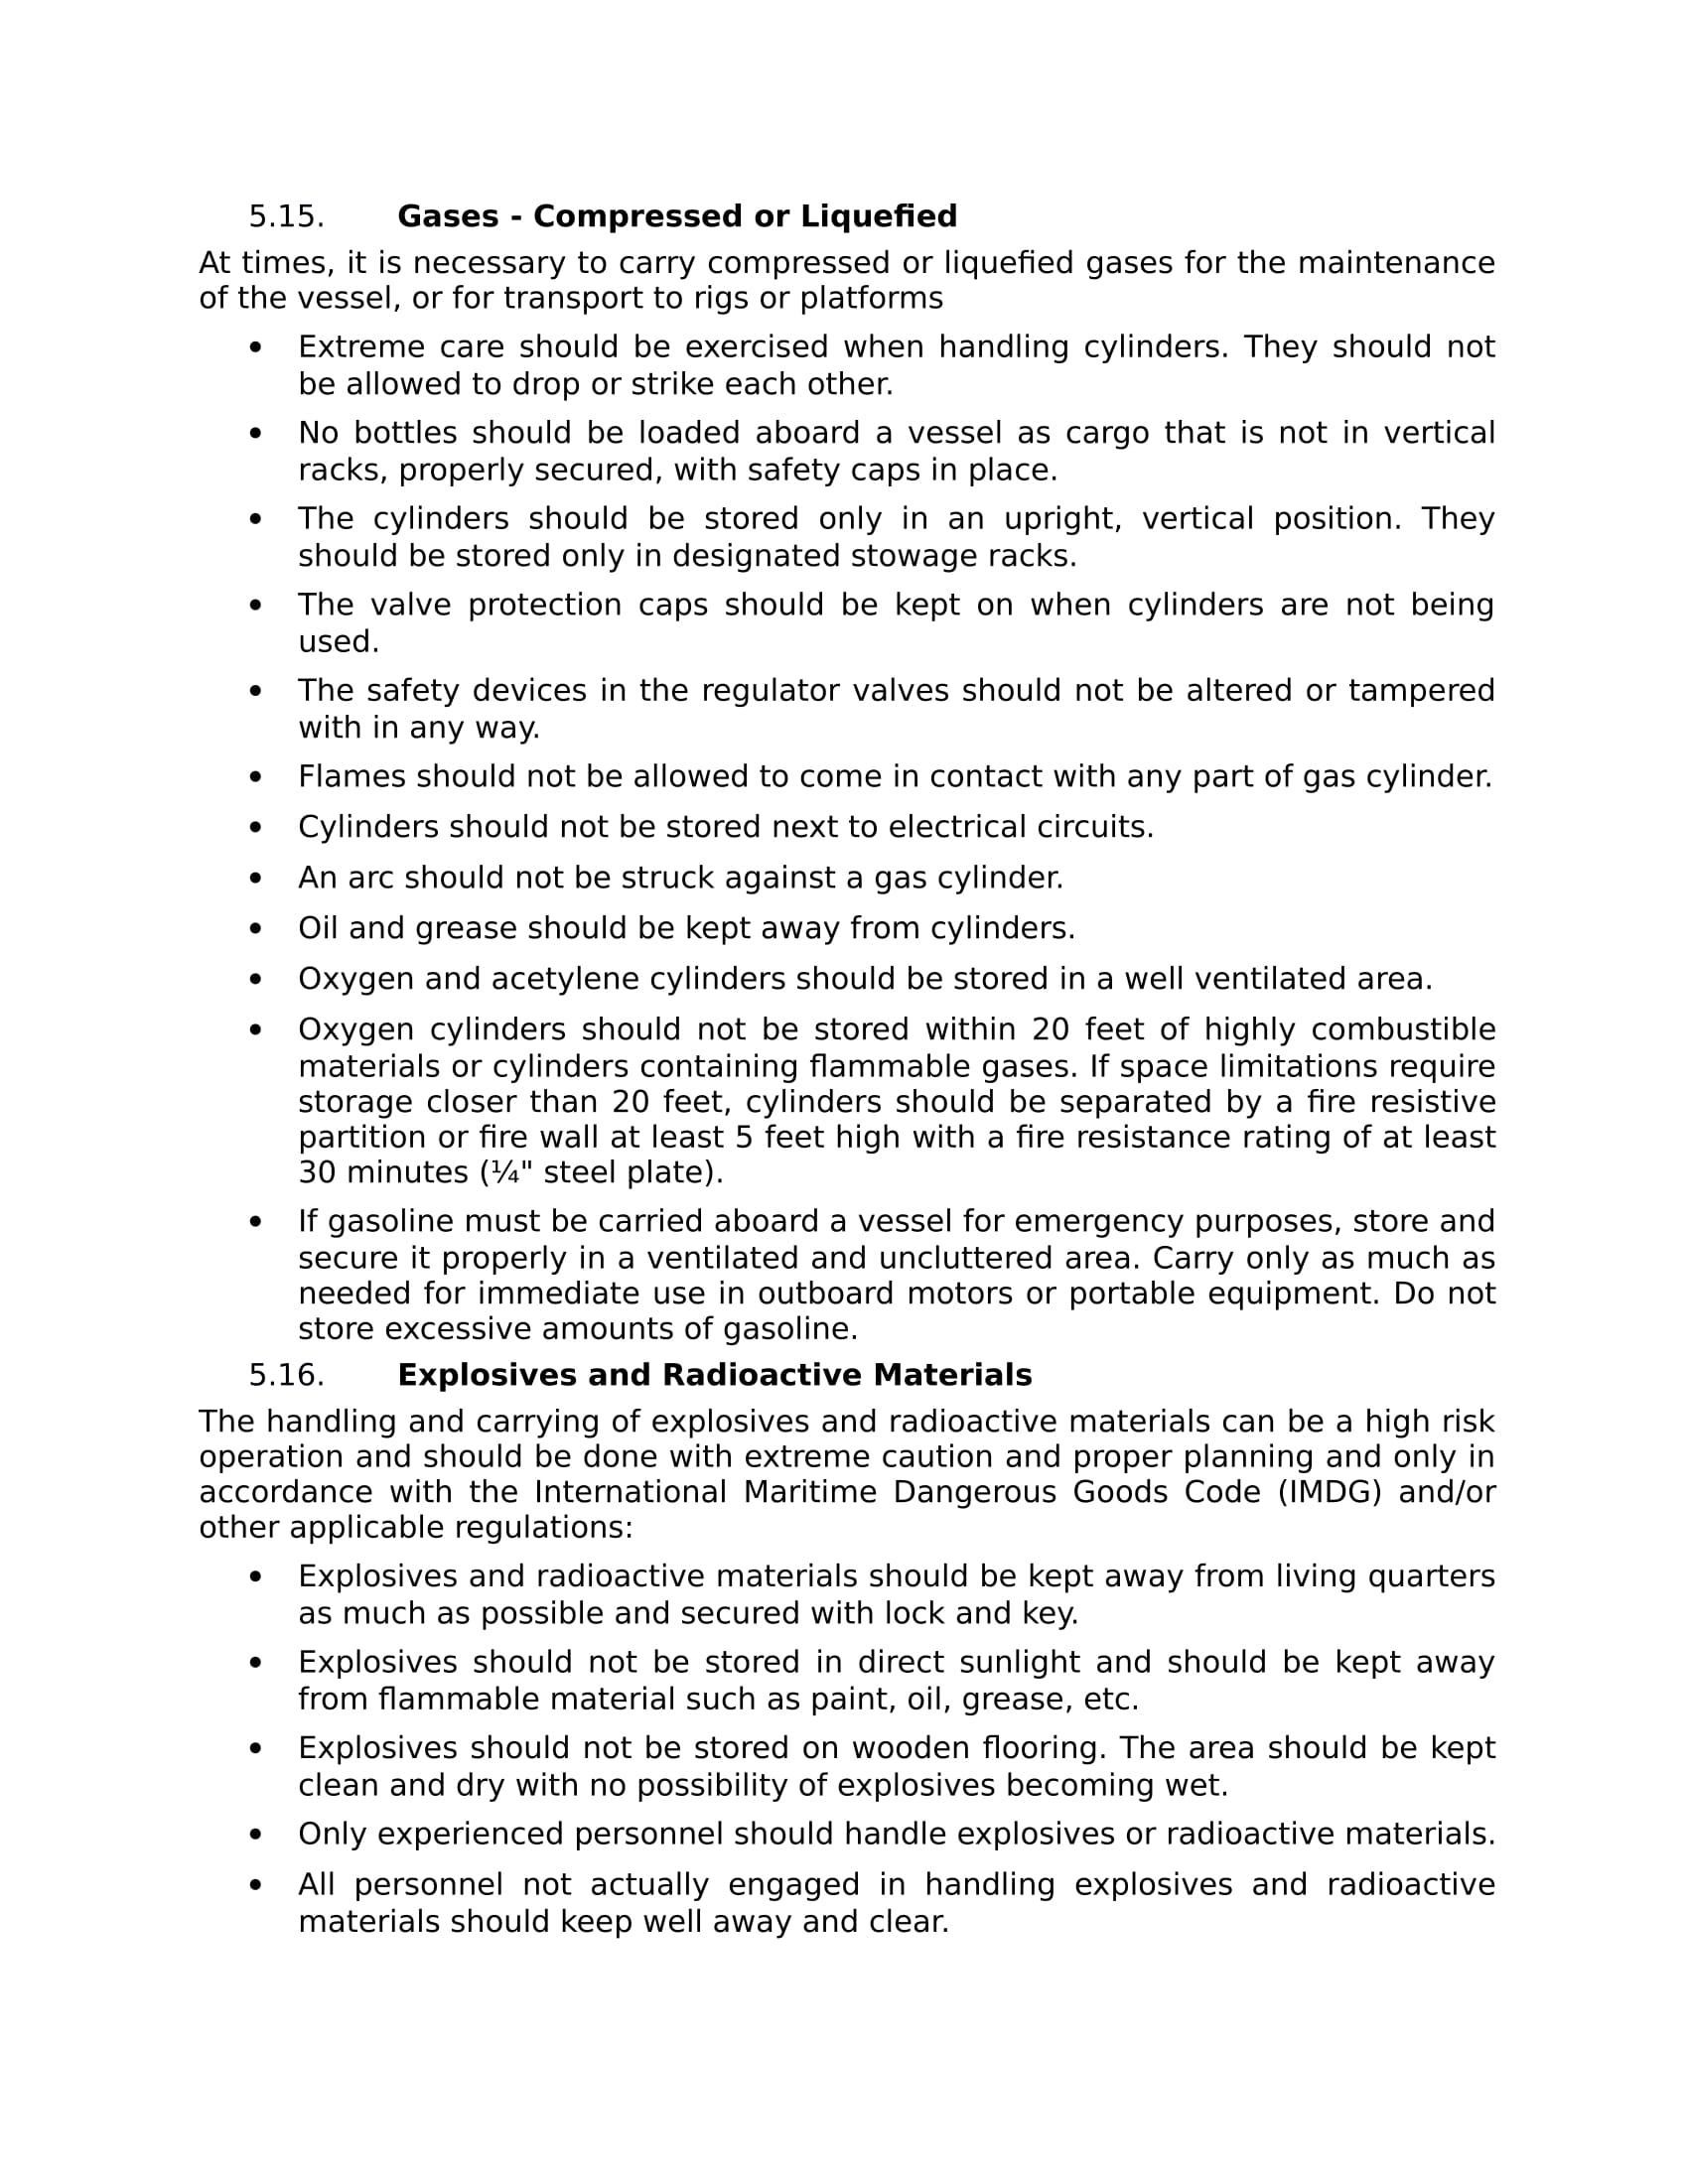 5.15. Gases - Compressed or Liquefied
At times, it is necessary to carry compressed or liquefied gases for the maintenance
of the vessel, or for transport to rigs or platforms
• Extreme care should be exercised when handling cylinders. They should not
be allowed to drop or strike each other.
• No bottles should be loaded aboard a vessel as cargo that is not in vertical
racks, properly secured, with safety caps in place.
• The cylinders should be stored only in an upright, vertical position. They
should be stored only in designated stowage racks.
• The valve protection caps should be kept on when cylinders are not being
used.
• The safety devices in the regulator valves should not be altered or tampered
with in any way.
• Flames should not be allowed to come in contact with any part of gas cylinder.
• Cylinders should not be stored next to electrical circuits.
• An arc should not be struck against a gas cylinder.
• Oil and grease should be kept away from cylinders.
• Oxygen and acetylene cylinders should be stored in a well ventilated area.
• Oxygen cylinders should not be stored within 20 feet of highly combustible
materials or cylinders containing flammable gases. If space limitations require
storage closer than 20 feet, cylinders should be separated by a fire resistive
partition or fire wall at least 5 feet high with a fire resistance rating of at least
30 minutes (¼" steel plate).
• If gasoline must be carried aboard a vessel for emergency purposes, store and
secure it properly in a ventilated and uncluttered area. Carry only as much as
needed for immediate use in outboard motors or portable equipment. Do not
store excessive amounts of gasoline.
5.16. Explosives and Radioactive Materials
The handling and carrying of explosives and radioactive materials can be a high risk
operation and should be done with extreme caution and proper planning and only in
accordance with the International Maritime Dangerous Goods Code (IMDG) and/or
other applicable regulations:
• Explosives and radioactive materials should be kept away from living quarters
as much as possible and secured with lock and key.
• Explosives should not be stored in direct sunlight and should be kept away
from flammable material such as paint, oil, grease, etc.
• Explosives should not be stored on wooden flooring. The area should be kept
clean and dry with no possibility of explosives becoming wet.
• Only experienced personnel should handle explosives or radioactive materials.
• All personnel not actually engaged in handling explosives and radioactive
materials should keep well away and clear.